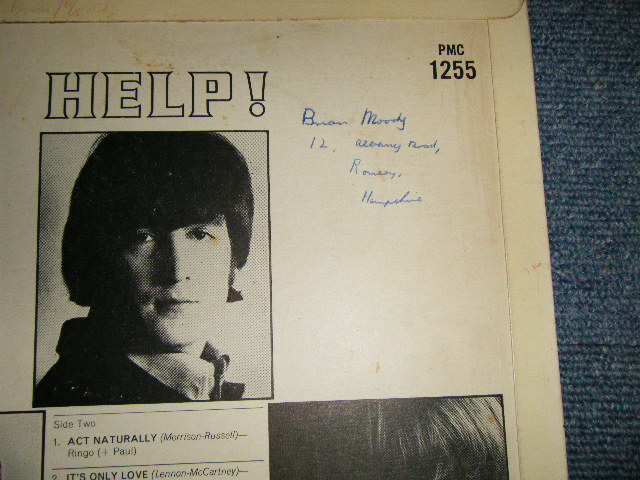 PMC
1255
HELP!
Brian Moody
12, Albany Road,
Romsey,
Hampshire
Side Two
1. ACT NATURALLY (Morrison-Russell)—
Ringo (+ Paul)
2. IT'S ONLY LOVE (Lennon-McCartney)—